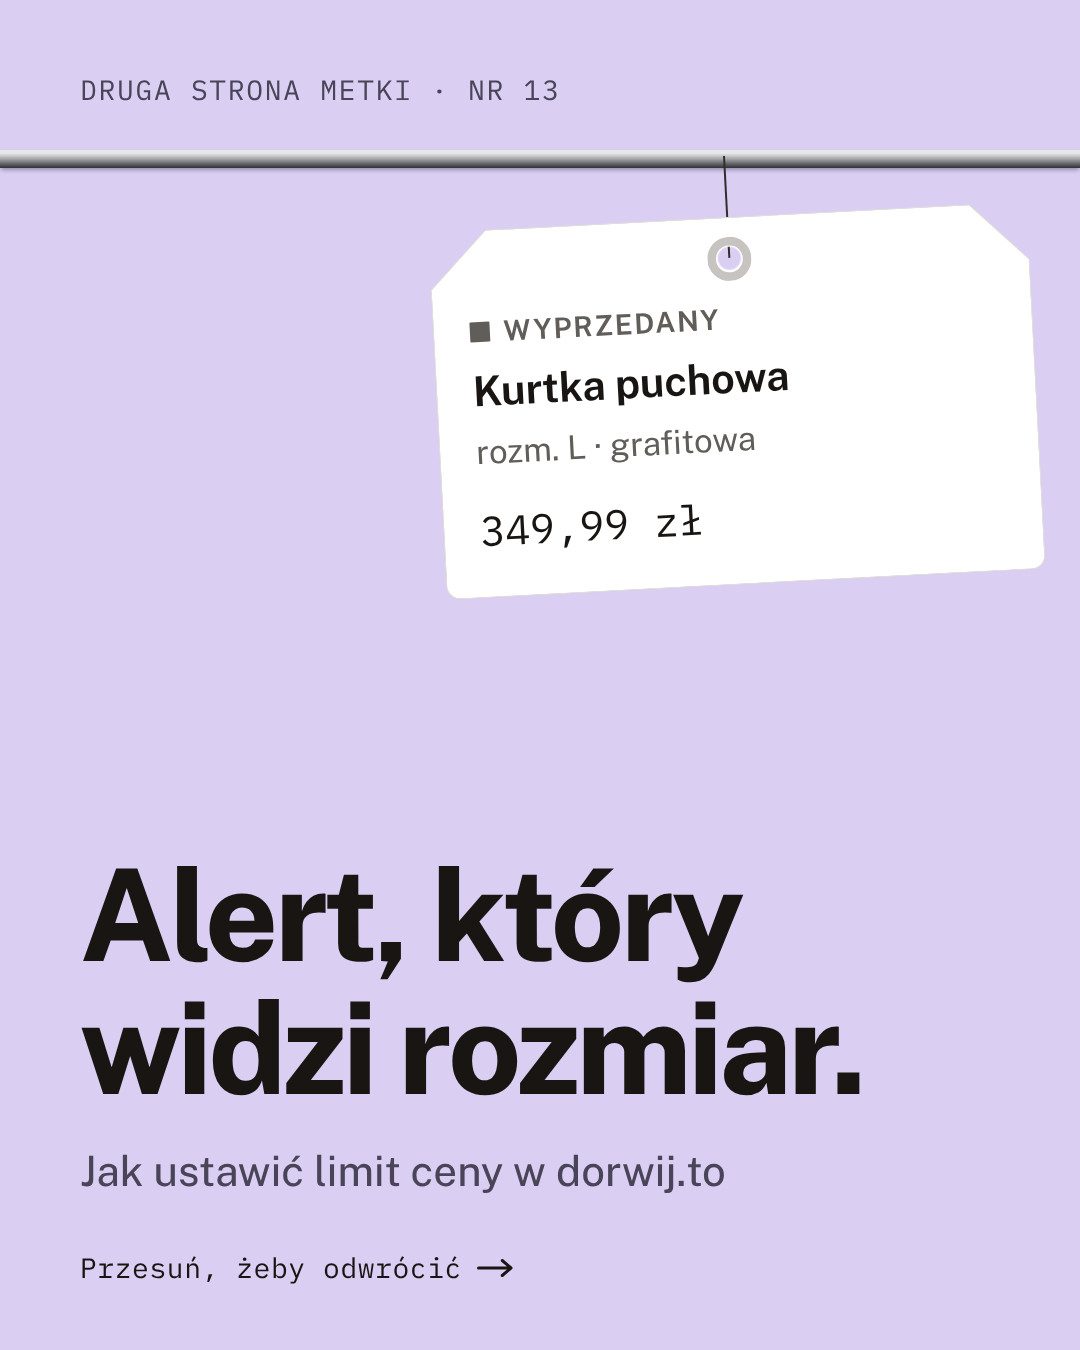 DRUGA STRONA METKI · NR 13
WYPRZEDANY
Kurtka puchowa
rozm. L · grafitowa
349,99 zł
Alert, który
widzi rozmiar.
Jak ustawić limit ceny w dorwij.to
Przesuń, żeby odwrócić →